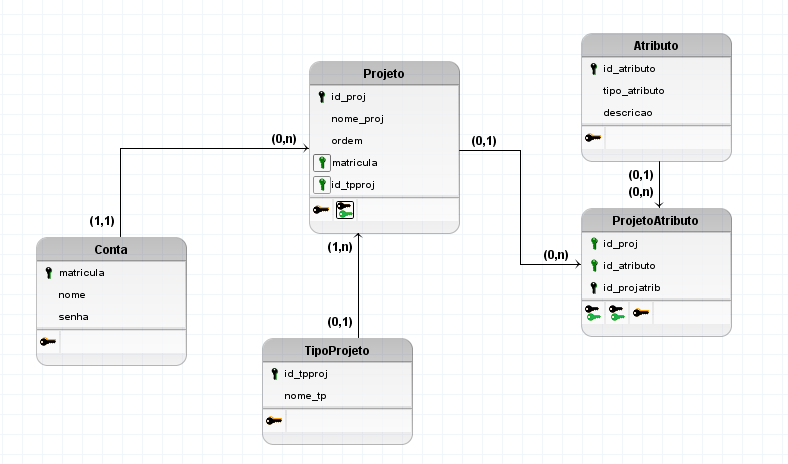 Atributo
id_atributo
tipo_atributo
descricao
Projeto
id_proj
nome_proj
ordem
matricula
id_tpproj
(0,n)
(0,1)
(0,1)
(0,n)
(1,1)
(1,n)
(0,n)
ProjetoAtributo
id_proj
id_atributo
id_projatrib
Conta
matricula
nome
senha
(0,1)
TipoProjeto
id_tpproj
nome_tp